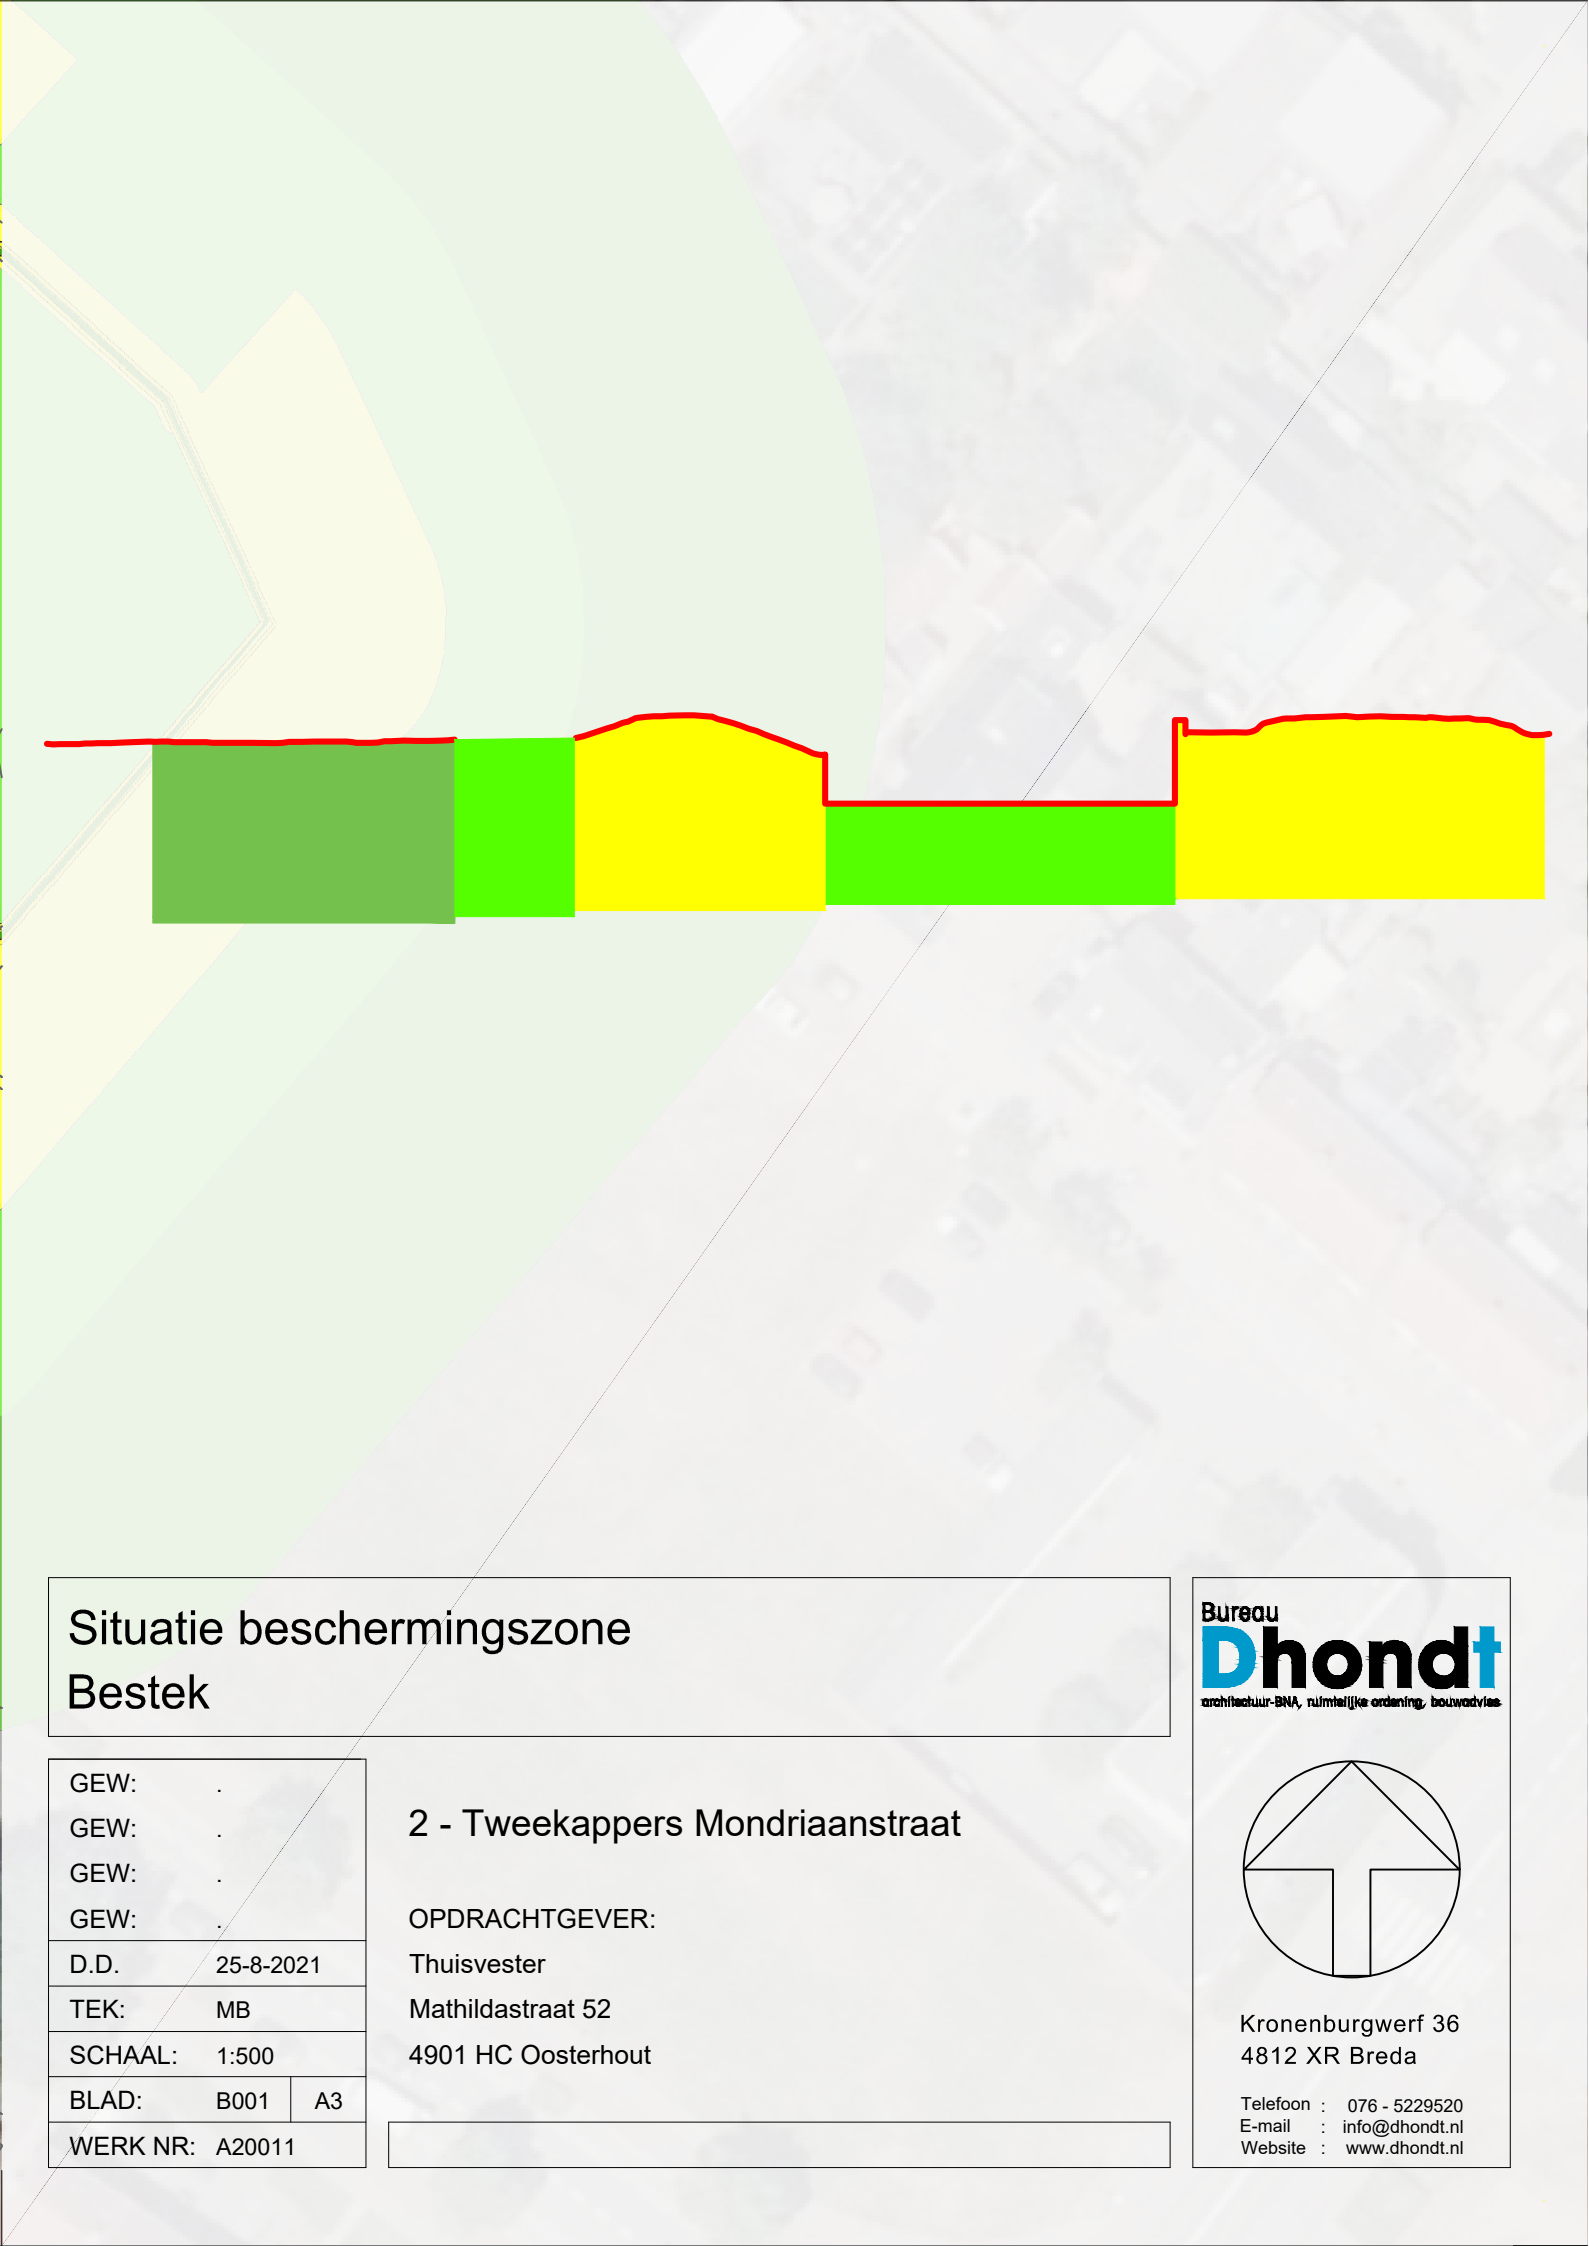 Situatie beschermingszone
Bestek
Bureau
Dhondt
architectuur-BNA, ruimtelijke ordening, bouwadvies
GEW: .
GEW: .
GEW: .
GEW: .
D.D. 25-8-2021
TEK: MB
SCHAAL: 1:500
BLAD: B001 A3
WERK NR: A20011
2 - Tweekappers Mondriaanstraat
OPDRACHTGEVER:
Thuisvester
Mathildastraat 52
4901 HC Oosterhout
Kronenburgwerf 36
4812 XR Breda
Telefoon : 076 - 5229520
E-mail : info@dhondt.nl
Website : www.dhondt.nl